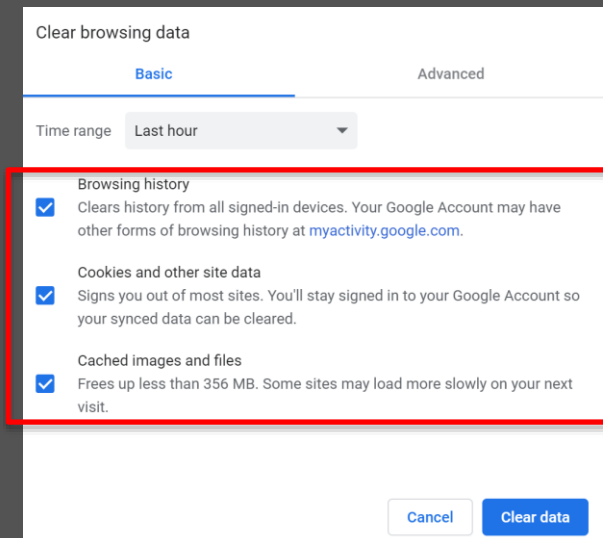 Clear browsing data
Basic Advanced
Time range Last hour
Browsing history
Clears history from all signed-in devices. Your Google Account may have
other forms of browsing history at myactivity.google.com.
Cookies and other site data
Signs you out of most sites. You'll stay signed in to your Google Account so
your synced data can be cleared.
Cached images and files
Frees up less than 356 MB. Some sites may load more slowly on your next
visit.
Cancel Clear data